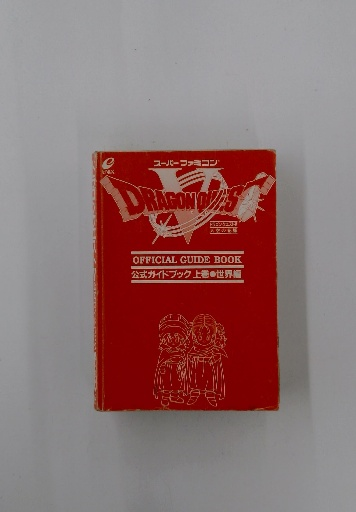 スーパーファミコン
V
DRAGON QUEST
OFFICIAL GUIDE BOOK
公式ガイドブック 上巻●世界編